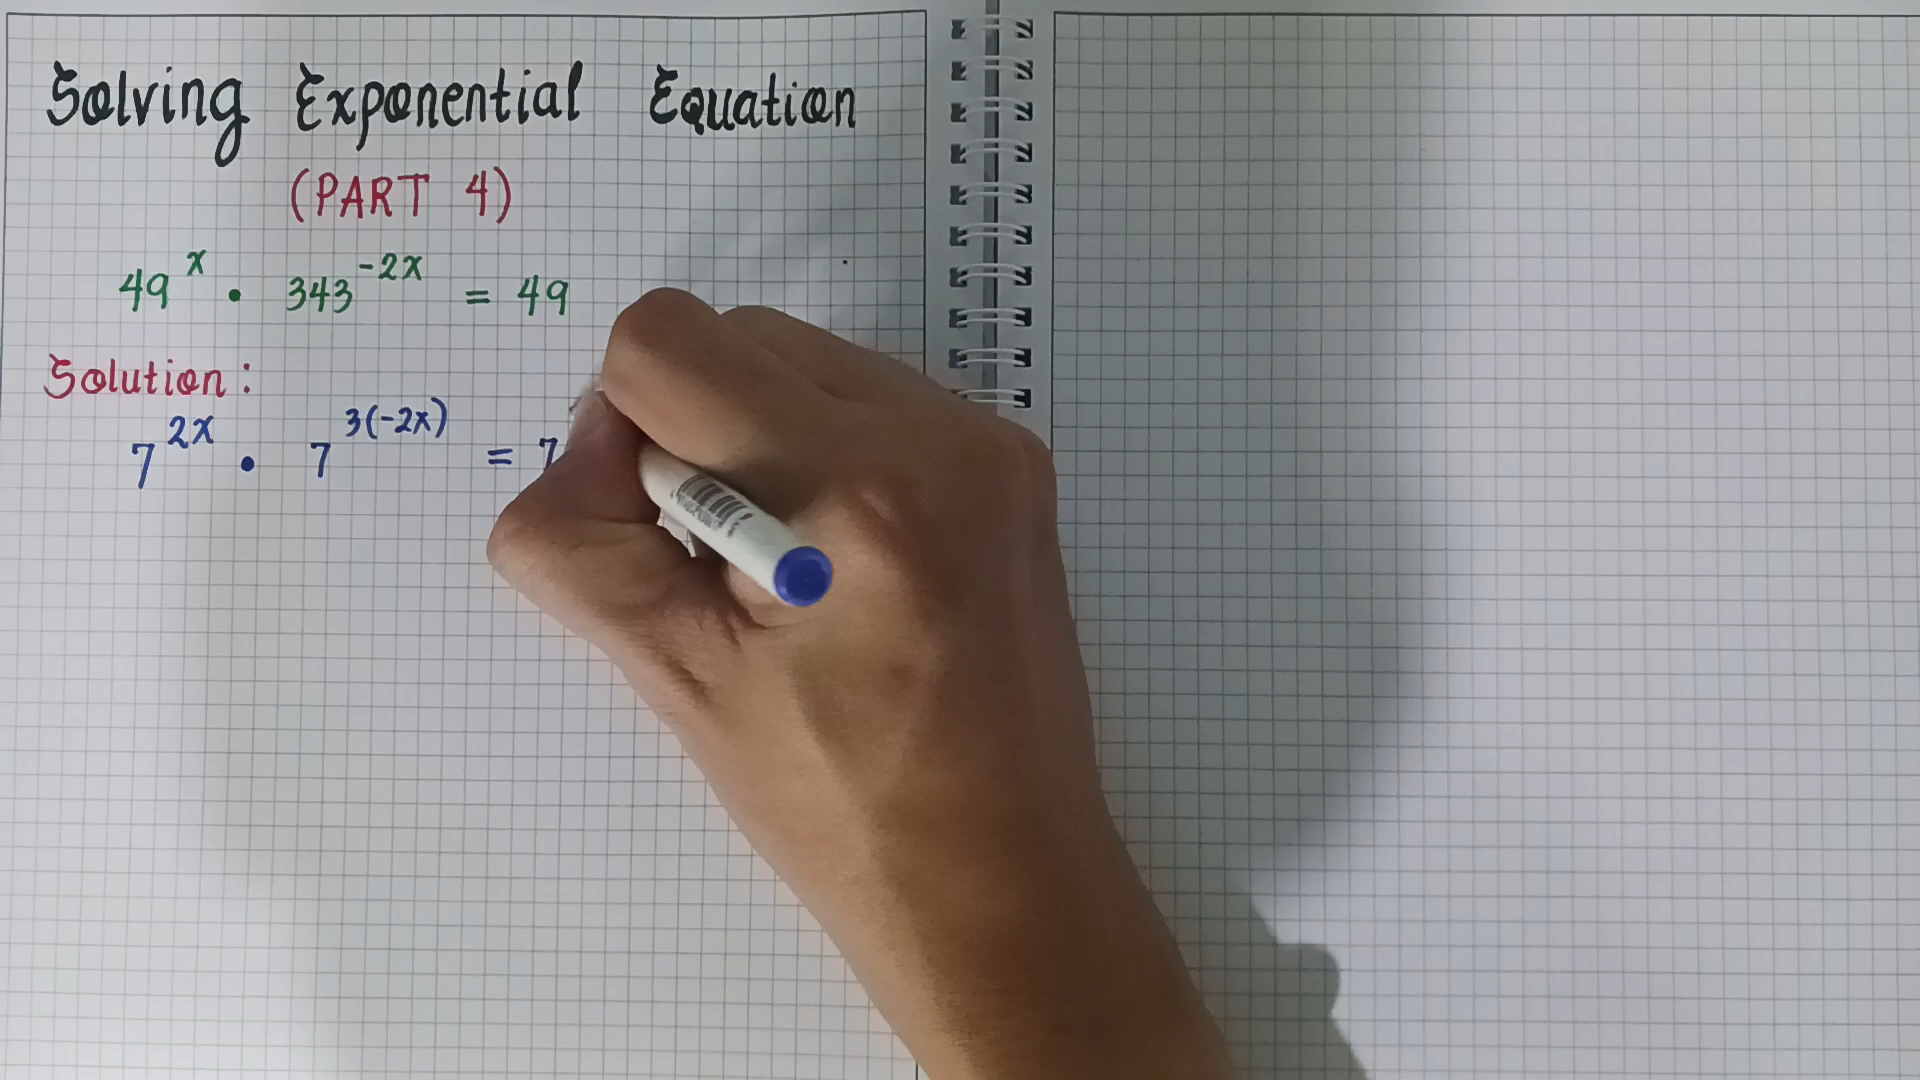 Solving Exponential Equation
(PART 4)
49^x • 343^-2x = 49
Solution:
7^2x • 7^3(-2x) = 7